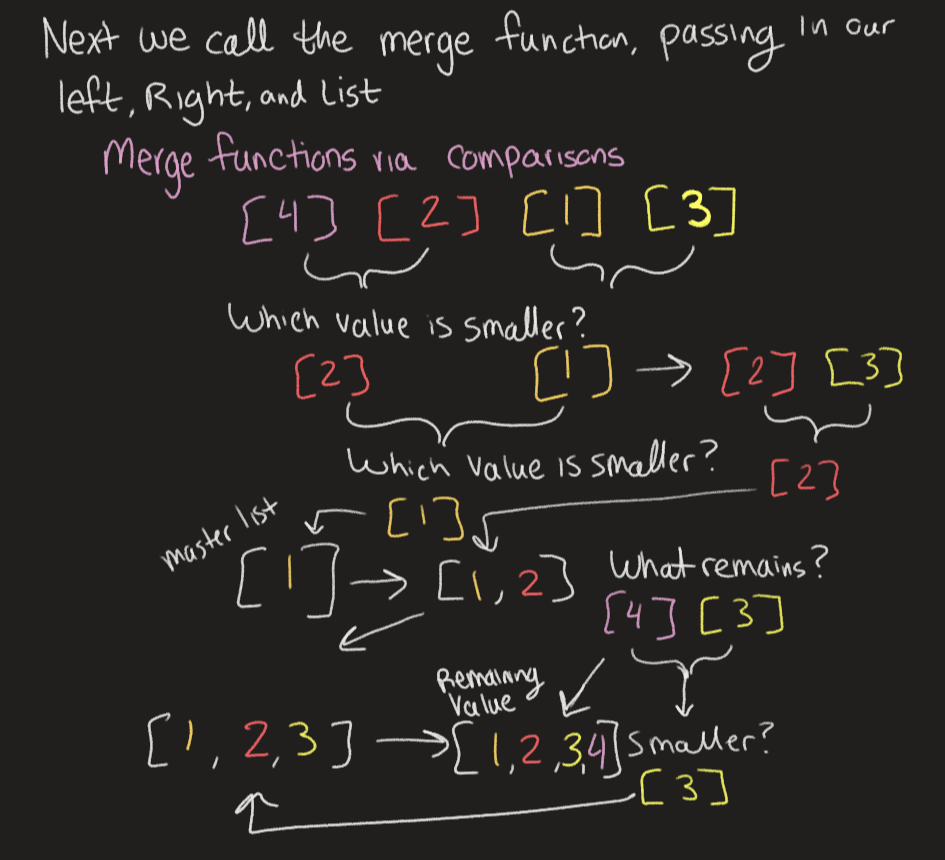 Next we call the merge function, passing in our
left, Right, and List
Merge functions via comparisons
[4] [2] [1] [3]
Which value is smaller?
[2] [1] → [2] [3]
Which value is smaller?
[2]
master list
[1]
[1] → [1, 2]
What remains?
[4] [3]
Remaining
Value
[1, 2, 3] → [1, 2, 3, 4]
Smaller?
[3]